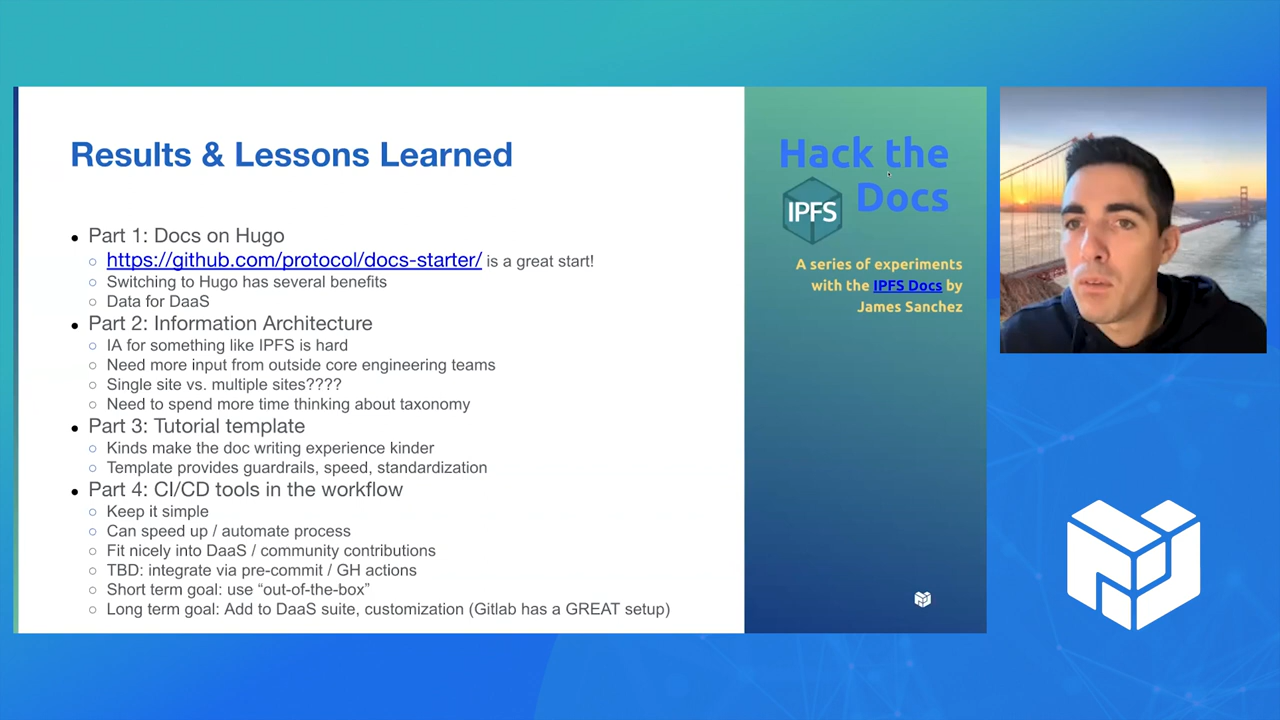 Results & Lessons Learned
Part 1: Docs on Hugo
https://github.com/protocol/docs-starter/ is a great start!
Switching to Hugo has several benefits
Data for DaaS
Part 2: Information Architecture
IA for something like IPFS is hard
Need more input from outside core engineering teams
Single site vs. multiple sites????
Need to spend more time thinking about taxonomy
Part 3: Tutorial template
Kinds make the doc writing experience kinder
Template provides guardrails, speed, standardization
Part 4: CI/CD tools in the workflow
Keep it simple
Can speed up / automate process
Fit nicely into DaaS / community contributions
TBD: integrate via pre-commit / GH actions
Short term goal: use “out-of-the-box”
Long term goal: Add to DaaS suite, customization (Gitlab has a GREAT setup)
Hack the
IPFS Docs
A series of experiments
with the IPFS Docs by
James Sanchez